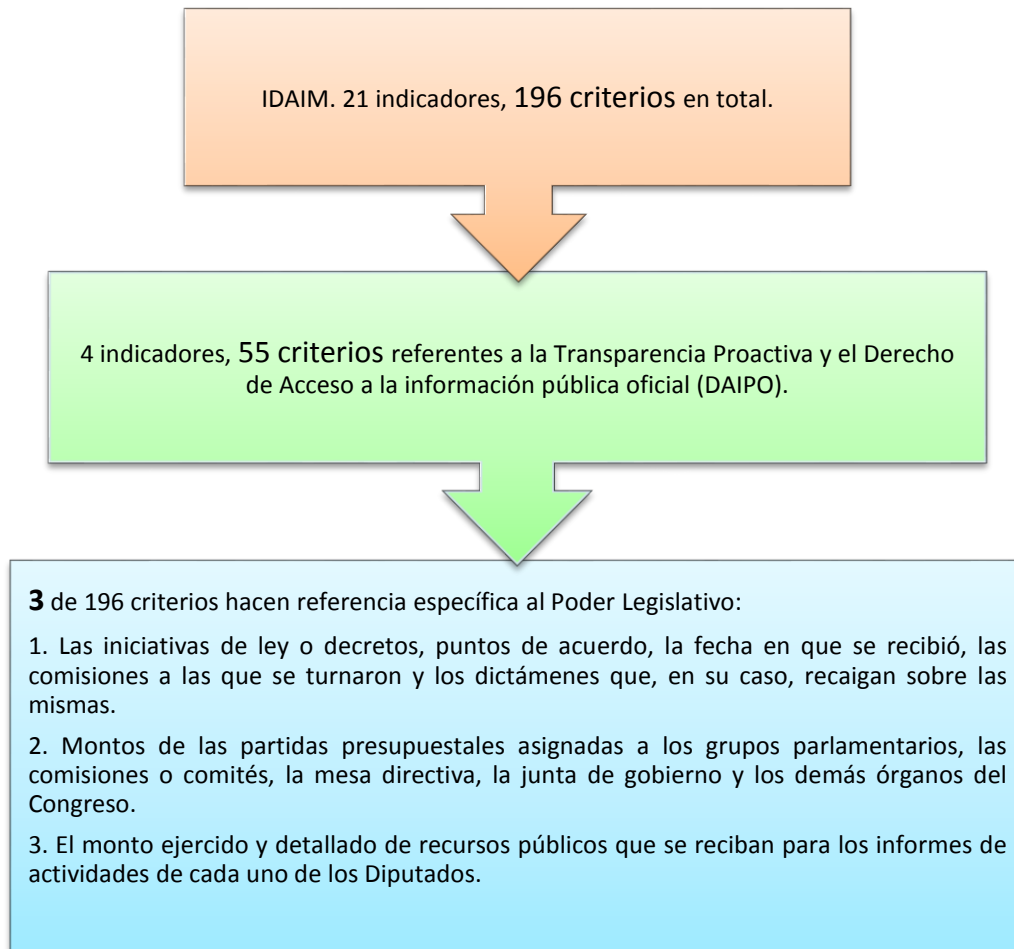 IDAIM. 21 indicadores, 196 criterios en total.
4 indicadores, 55 criterios referentes a la Transparencia Proactiva y el Derecho
de Acceso a la información pública oficial (DAIPO).
3 de 196 criterios hacen referencia específica al Poder Legislativo:
1. Las iniciativas de ley o decretos, puntos de acuerdo, la fecha en que se recibió, las
comisiones a las que se turnaron y los dictámenes que, en su caso, recaigan sobre las
mismas.
2. Montos de las partidas presupuestales asignadas a los grupos parlamentarios, las
comisiones o comités, la mesa directiva, la junta de gobierno y los demás órganos del
Congreso.
3. El monto ejercido y detallado de recursos públicos que se reciban para los informes de
actividades de cada uno de los Diputados.